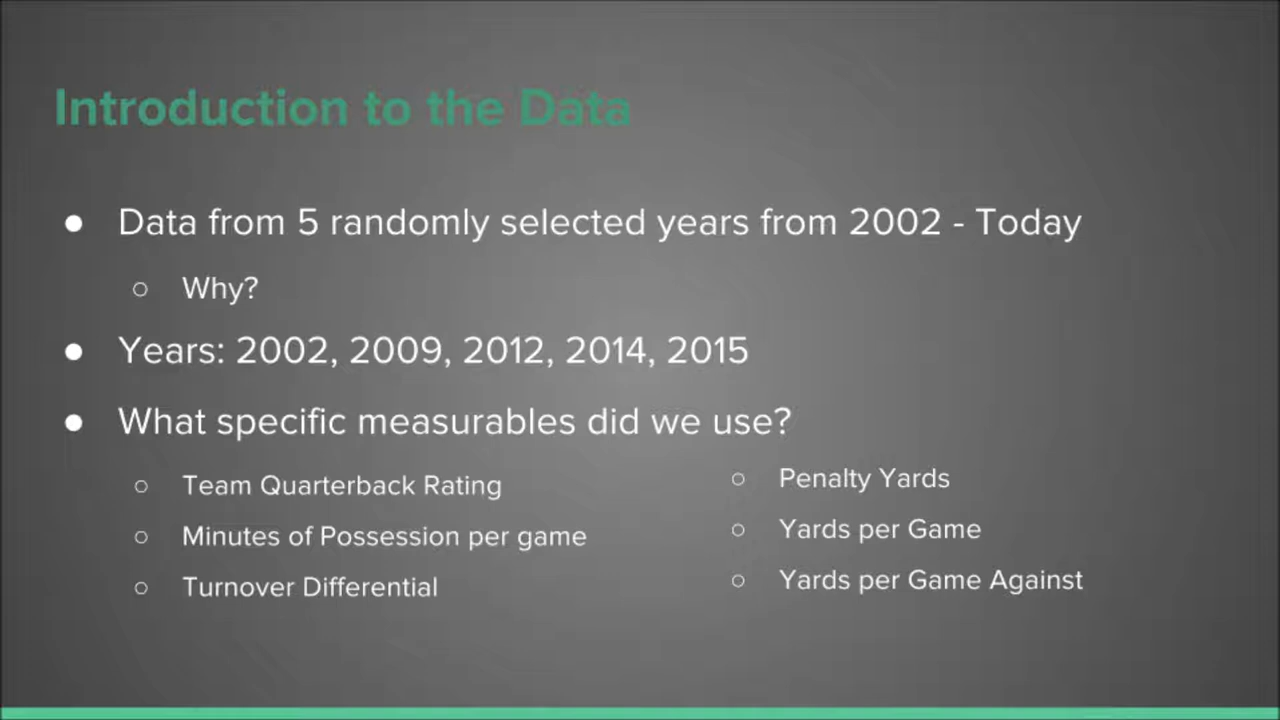 Introduction to the Data
● Data from 5 randomly selected years from 2002 - Today
○ Why?
● Years: 2002, 2009, 2012, 2014, 2015
● What specific measurables did we use?
○ Team Quarterback Rating
○ Minutes of Possession per game
○ Turnover Differential
○ Penalty Yards
○ Yards per Game
○ Yards per Game Against